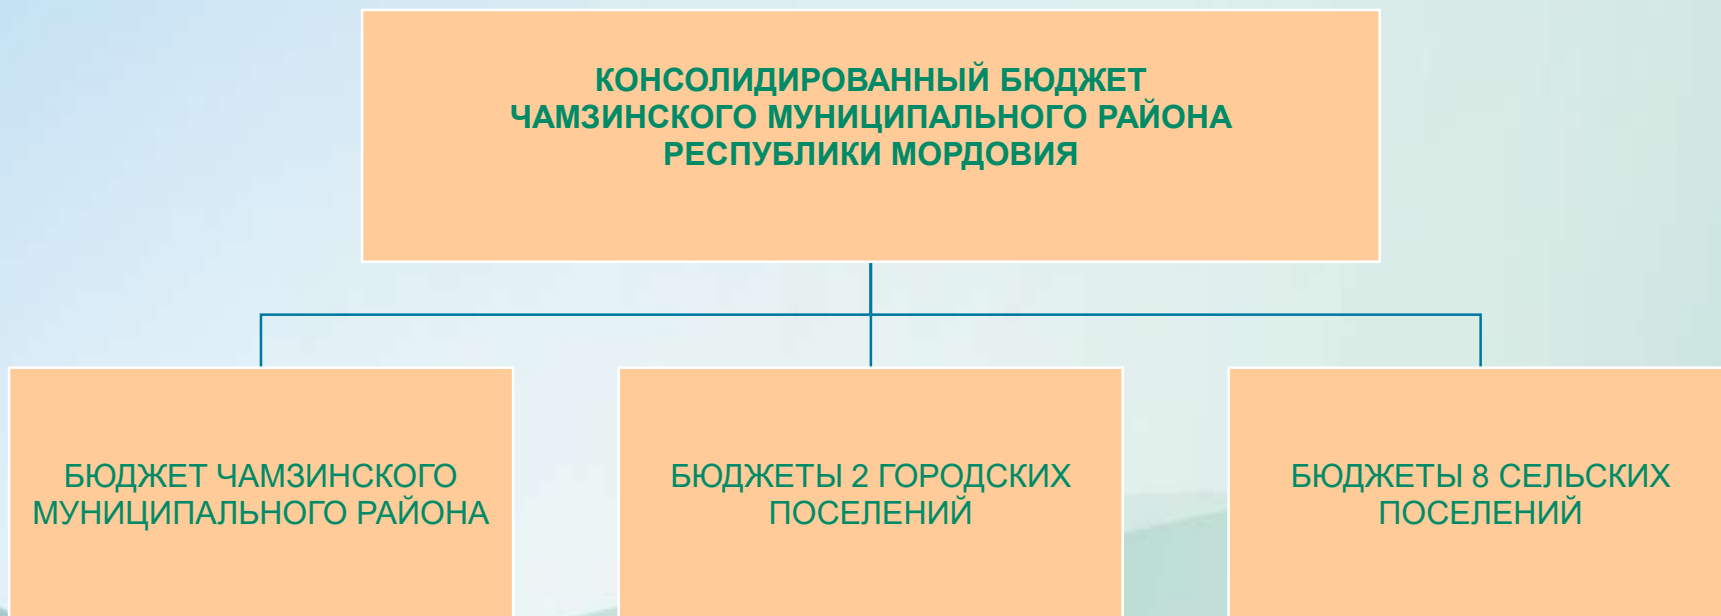 КОНСОЛИДИРОВАННЫЙ БЮДЖЕТ
ЧАМЗИНСКОГО МУНИЦИПАЛЬНОГО РАЙОНА
РЕСПУБЛИКИ МОРДОВИЯ
БЮДЖЕТ ЧАМЗИНСКОГО
МУНИЦИПАЛЬНОГО РАЙОНА
БЮДЖЕТЫ 2 ГОРОДСКИХ
ПОСЕЛЕНИЙ
БЮДЖЕТЫ 8 СЕЛЬСКИХ
ПОСЕЛЕНИЙ